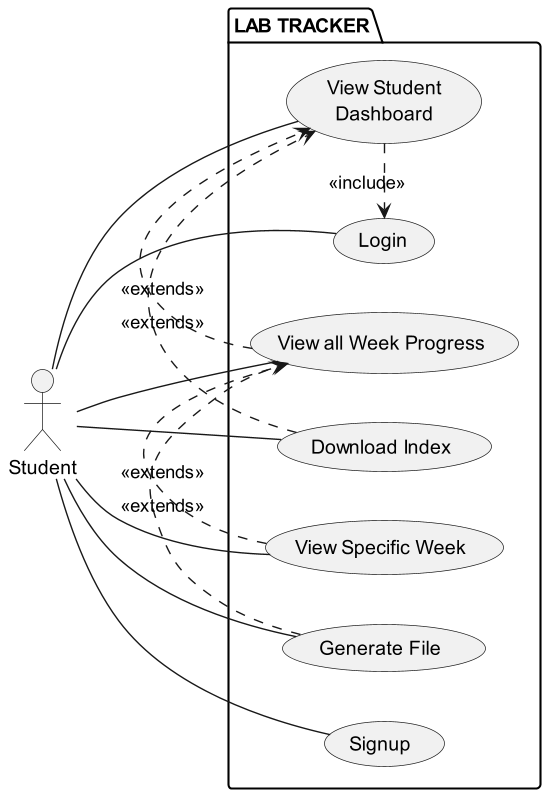 LAB TRACKER
View Student
Dashboard
«include»
Login
«extends»
«extends»
View all Week Progress
Student
Download Index
«extends»
«extends»
View Specific Week
Generate File
Signup